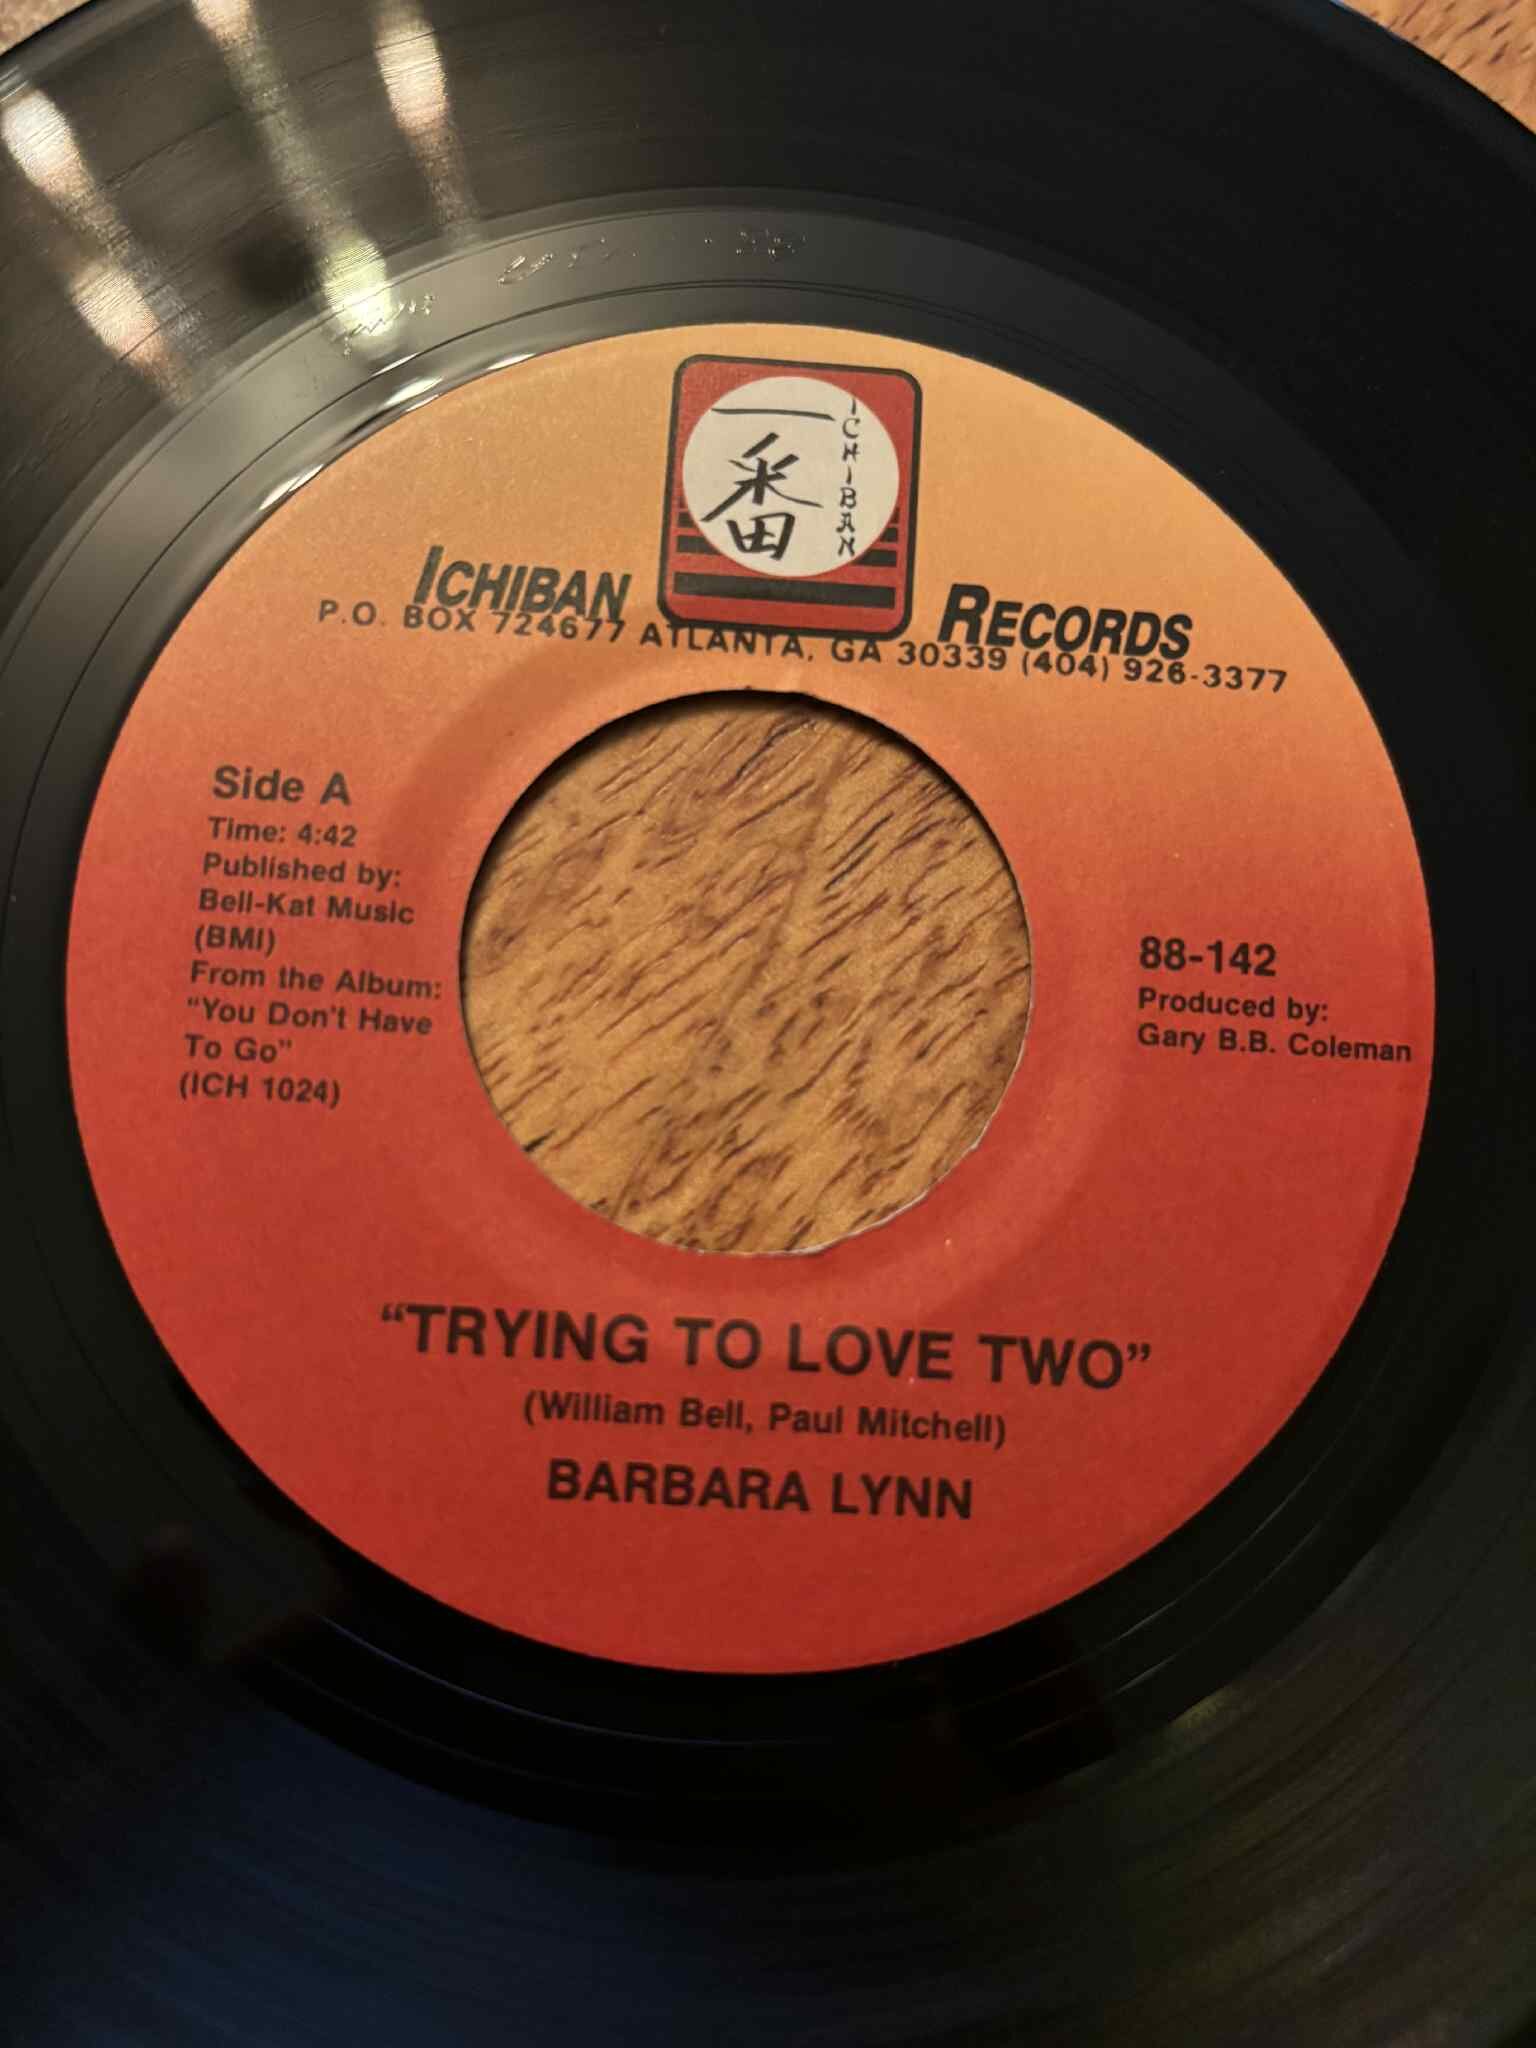 一番
ICHIBAN
ICHIBAN RECORDS
P.O. BOX 724677 ATLANTA, GA 30339 (404) 926-3377
Side A
Time: 4:42
Published by:
Bell-Kat Music
(BMI)
From the Album:
“You Don't Have
To Go”
(ICH 1024)
88-142
Produced by:
Gary B.B. Coleman
“TRYING TO LOVE TWO”
(William Bell, Paul Mitchell)
BARBARA LYNN